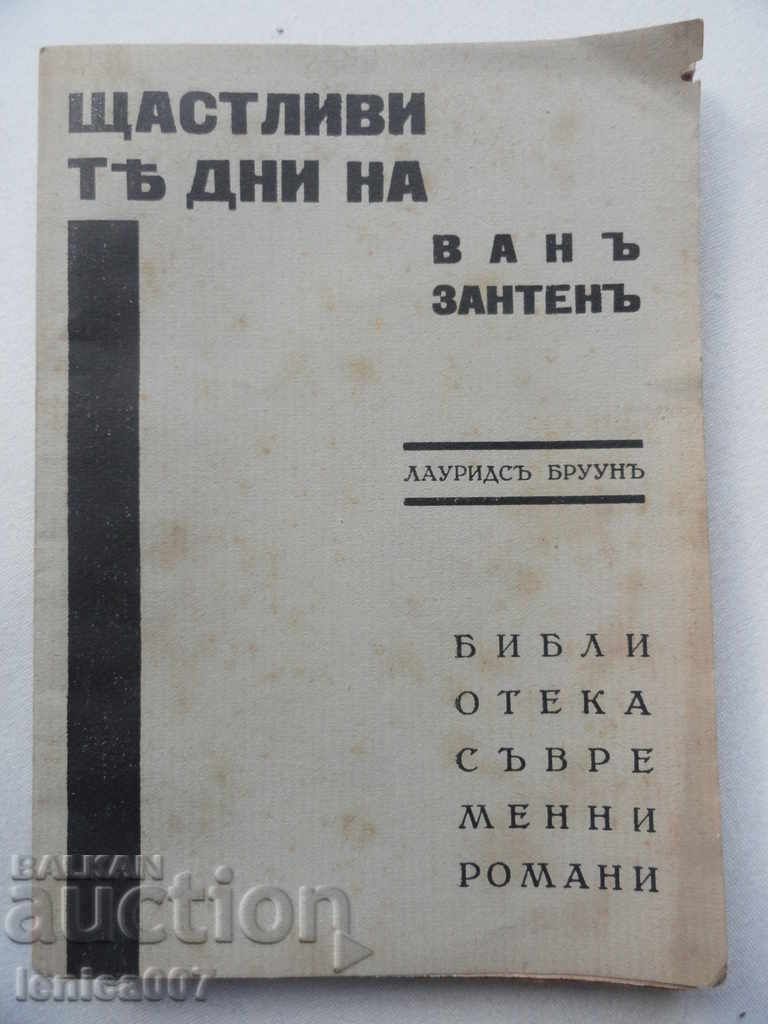 ЩАСТЛИВИ
ТѢ ДНИ НА
ВАНЪ
ЗАНТЕНЪ
ЛАУРИДСЪ БРУУНЪ
БИБЛИ
ОТЕКА
СЪВРЕ
МЕННИ
РОМАНИ
BALKAN
auction
lenica007